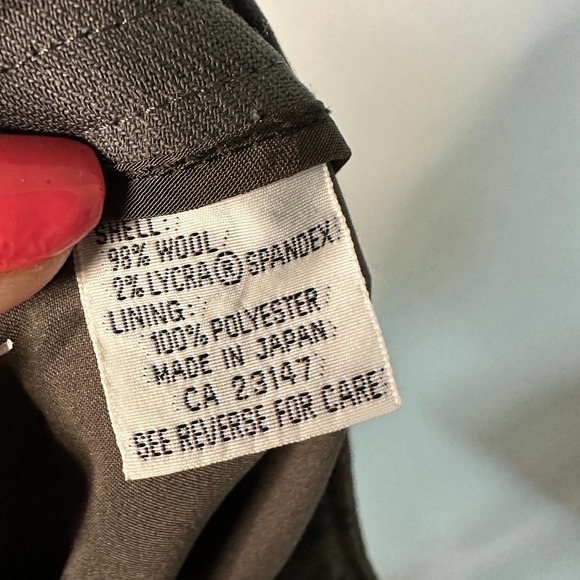 SHELL:
98% WOOL
2% LYCRA® SPANDEX
LINING:
100% POLYESTER
MADE IN JAPAN
CA 23147
SEE REVERSE FOR CARE